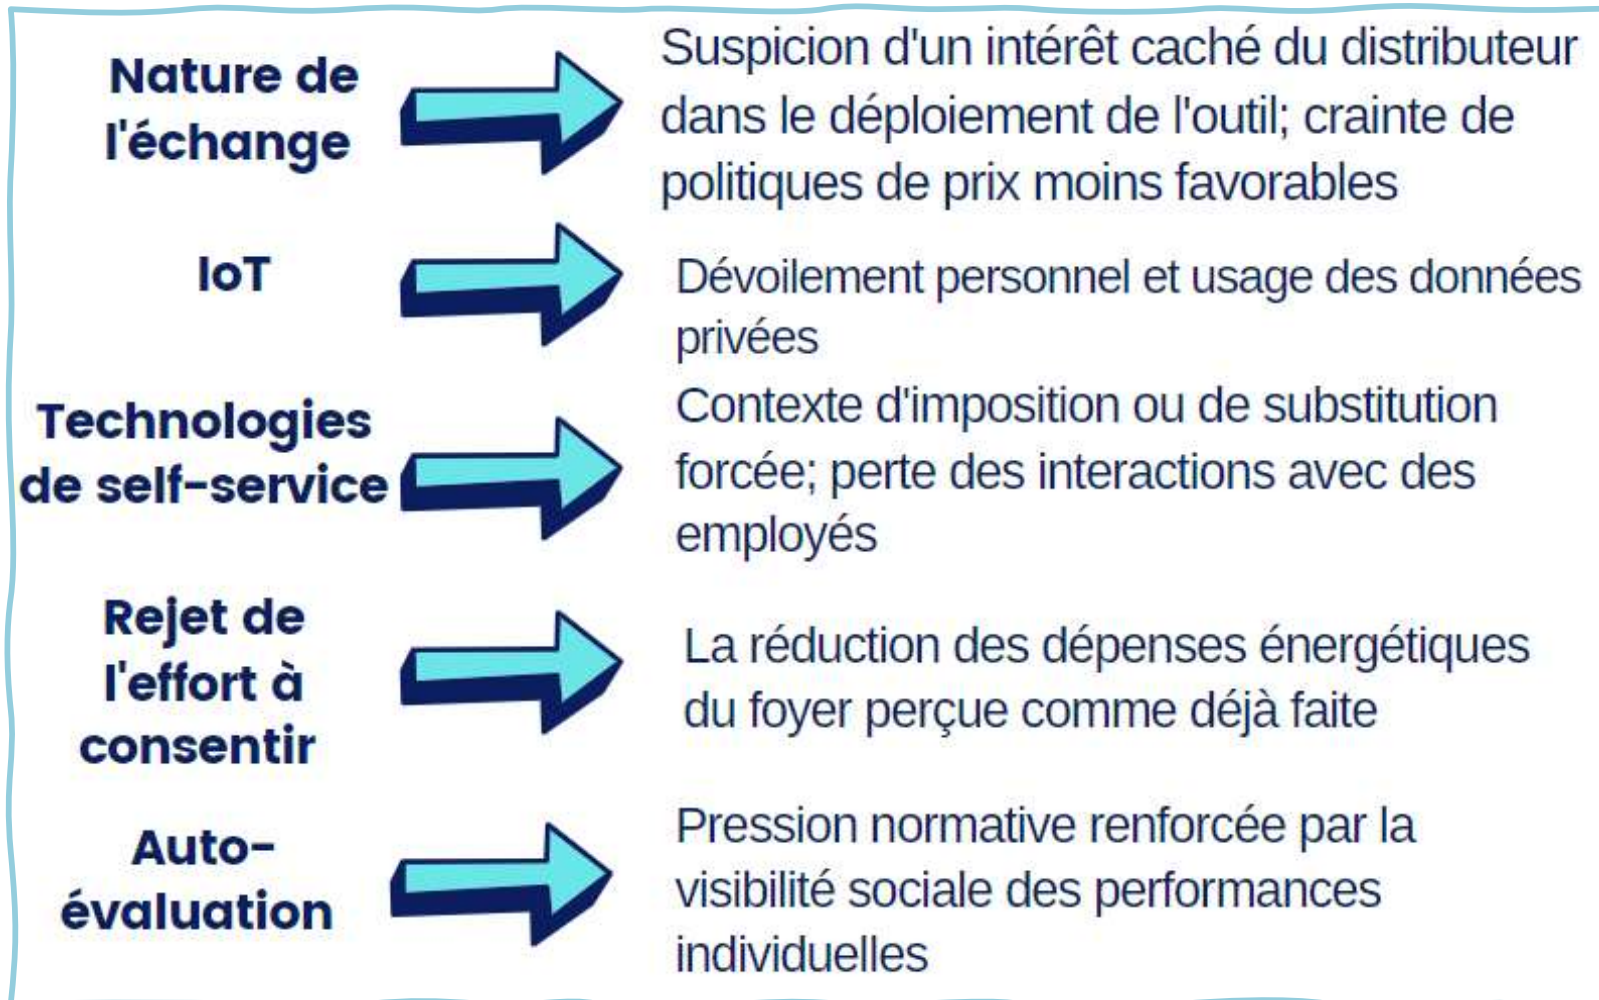 Nature de
l'échange
Suspicion d'un intérêt caché du distributeur
dans le déploiement de l'outil; crainte de
politiques de prix moins favorables
IoT
Dévoilement personnel et usage des données
privées
Technologies
de self-service
Contexte d'imposition ou de substitution
forcée; perte des interactions avec des
employés
Rejet de
l'effort à
consentir
La réduction des dépenses énergétiques
du foyer perçue comme déjà faite
Auto-
évaluation
Pression normative renforcée par la
visibilité sociale des performances
individuelles